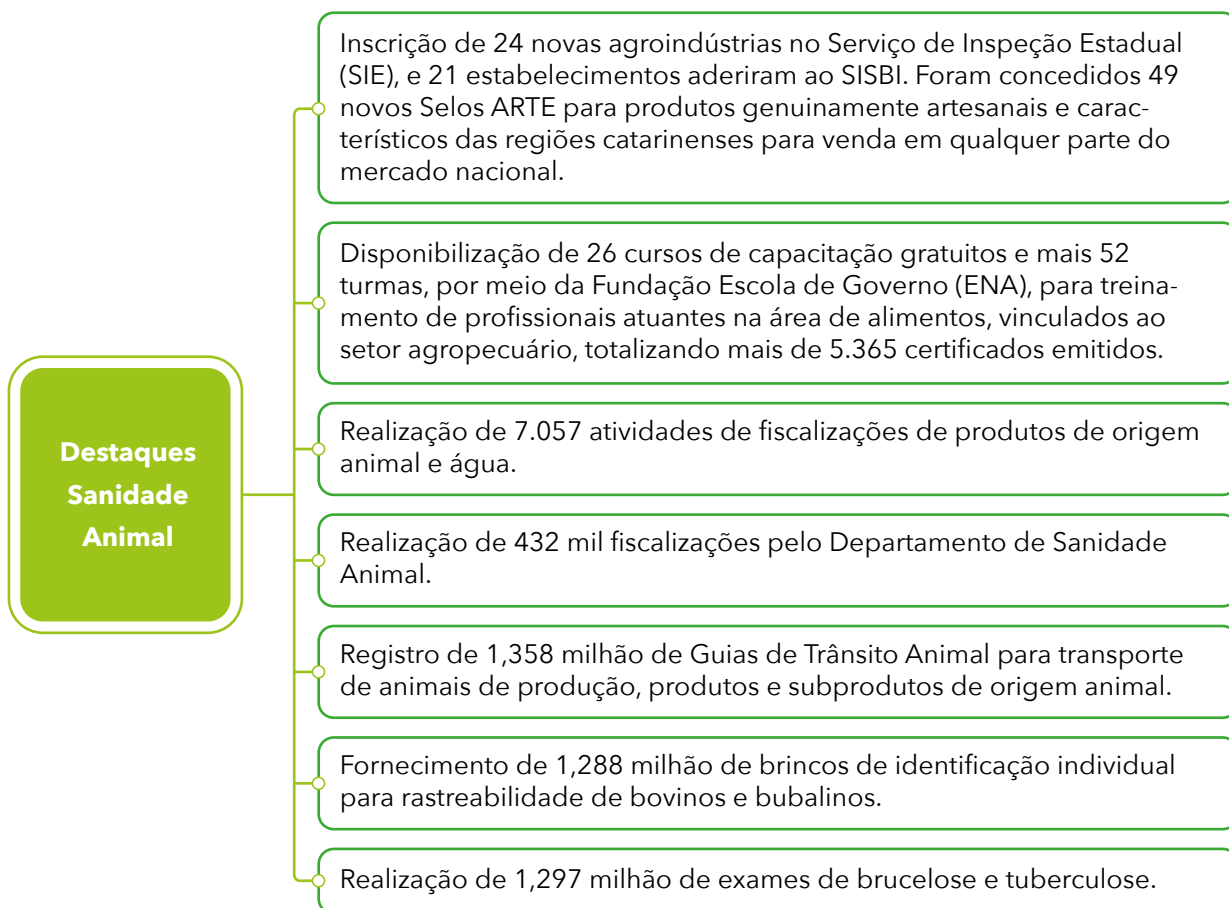 Inscrição de 24 novas agroindústrias no Serviço de Inspeção Estadual
(SIE), e 21 estabelecimentos aderiram ao SISBI. Foram concedidos 49
novos Selos ARTE para produtos genuinamente artesanais e carac-
terísticos das regiões catarinenses para venda em qualquer parte do
mercado nacional.
Disponibilização de 26 cursos de capacitação gratuitos e mais 52
turmas, por meio da Fundação Escola de Governo (ENA), para treina-
mento de profissionais atuantes na área de alimentos, vinculados ao
setor agropecuário, totalizando mais de 5.365 certificados emitidos.
Destaques
Sanidade
Animal
Realização de 7.057 atividades de fiscalizações de produtos de origem
animal e água.
Realização de 432 mil fiscalizações pelo Departamento de Sanidade
Animal.
Registro de 1,358 milhão de Guias de Trânsito Animal para transporte
de animais de produção, produtos e subprodutos de origem animal.
Fornecimento de 1,288 milhão de brincos de identificação individual
para rastreabilidade de bovinos e bubalinos.
Realização de 1,297 milhão de exames de brucelose e tuberculose.